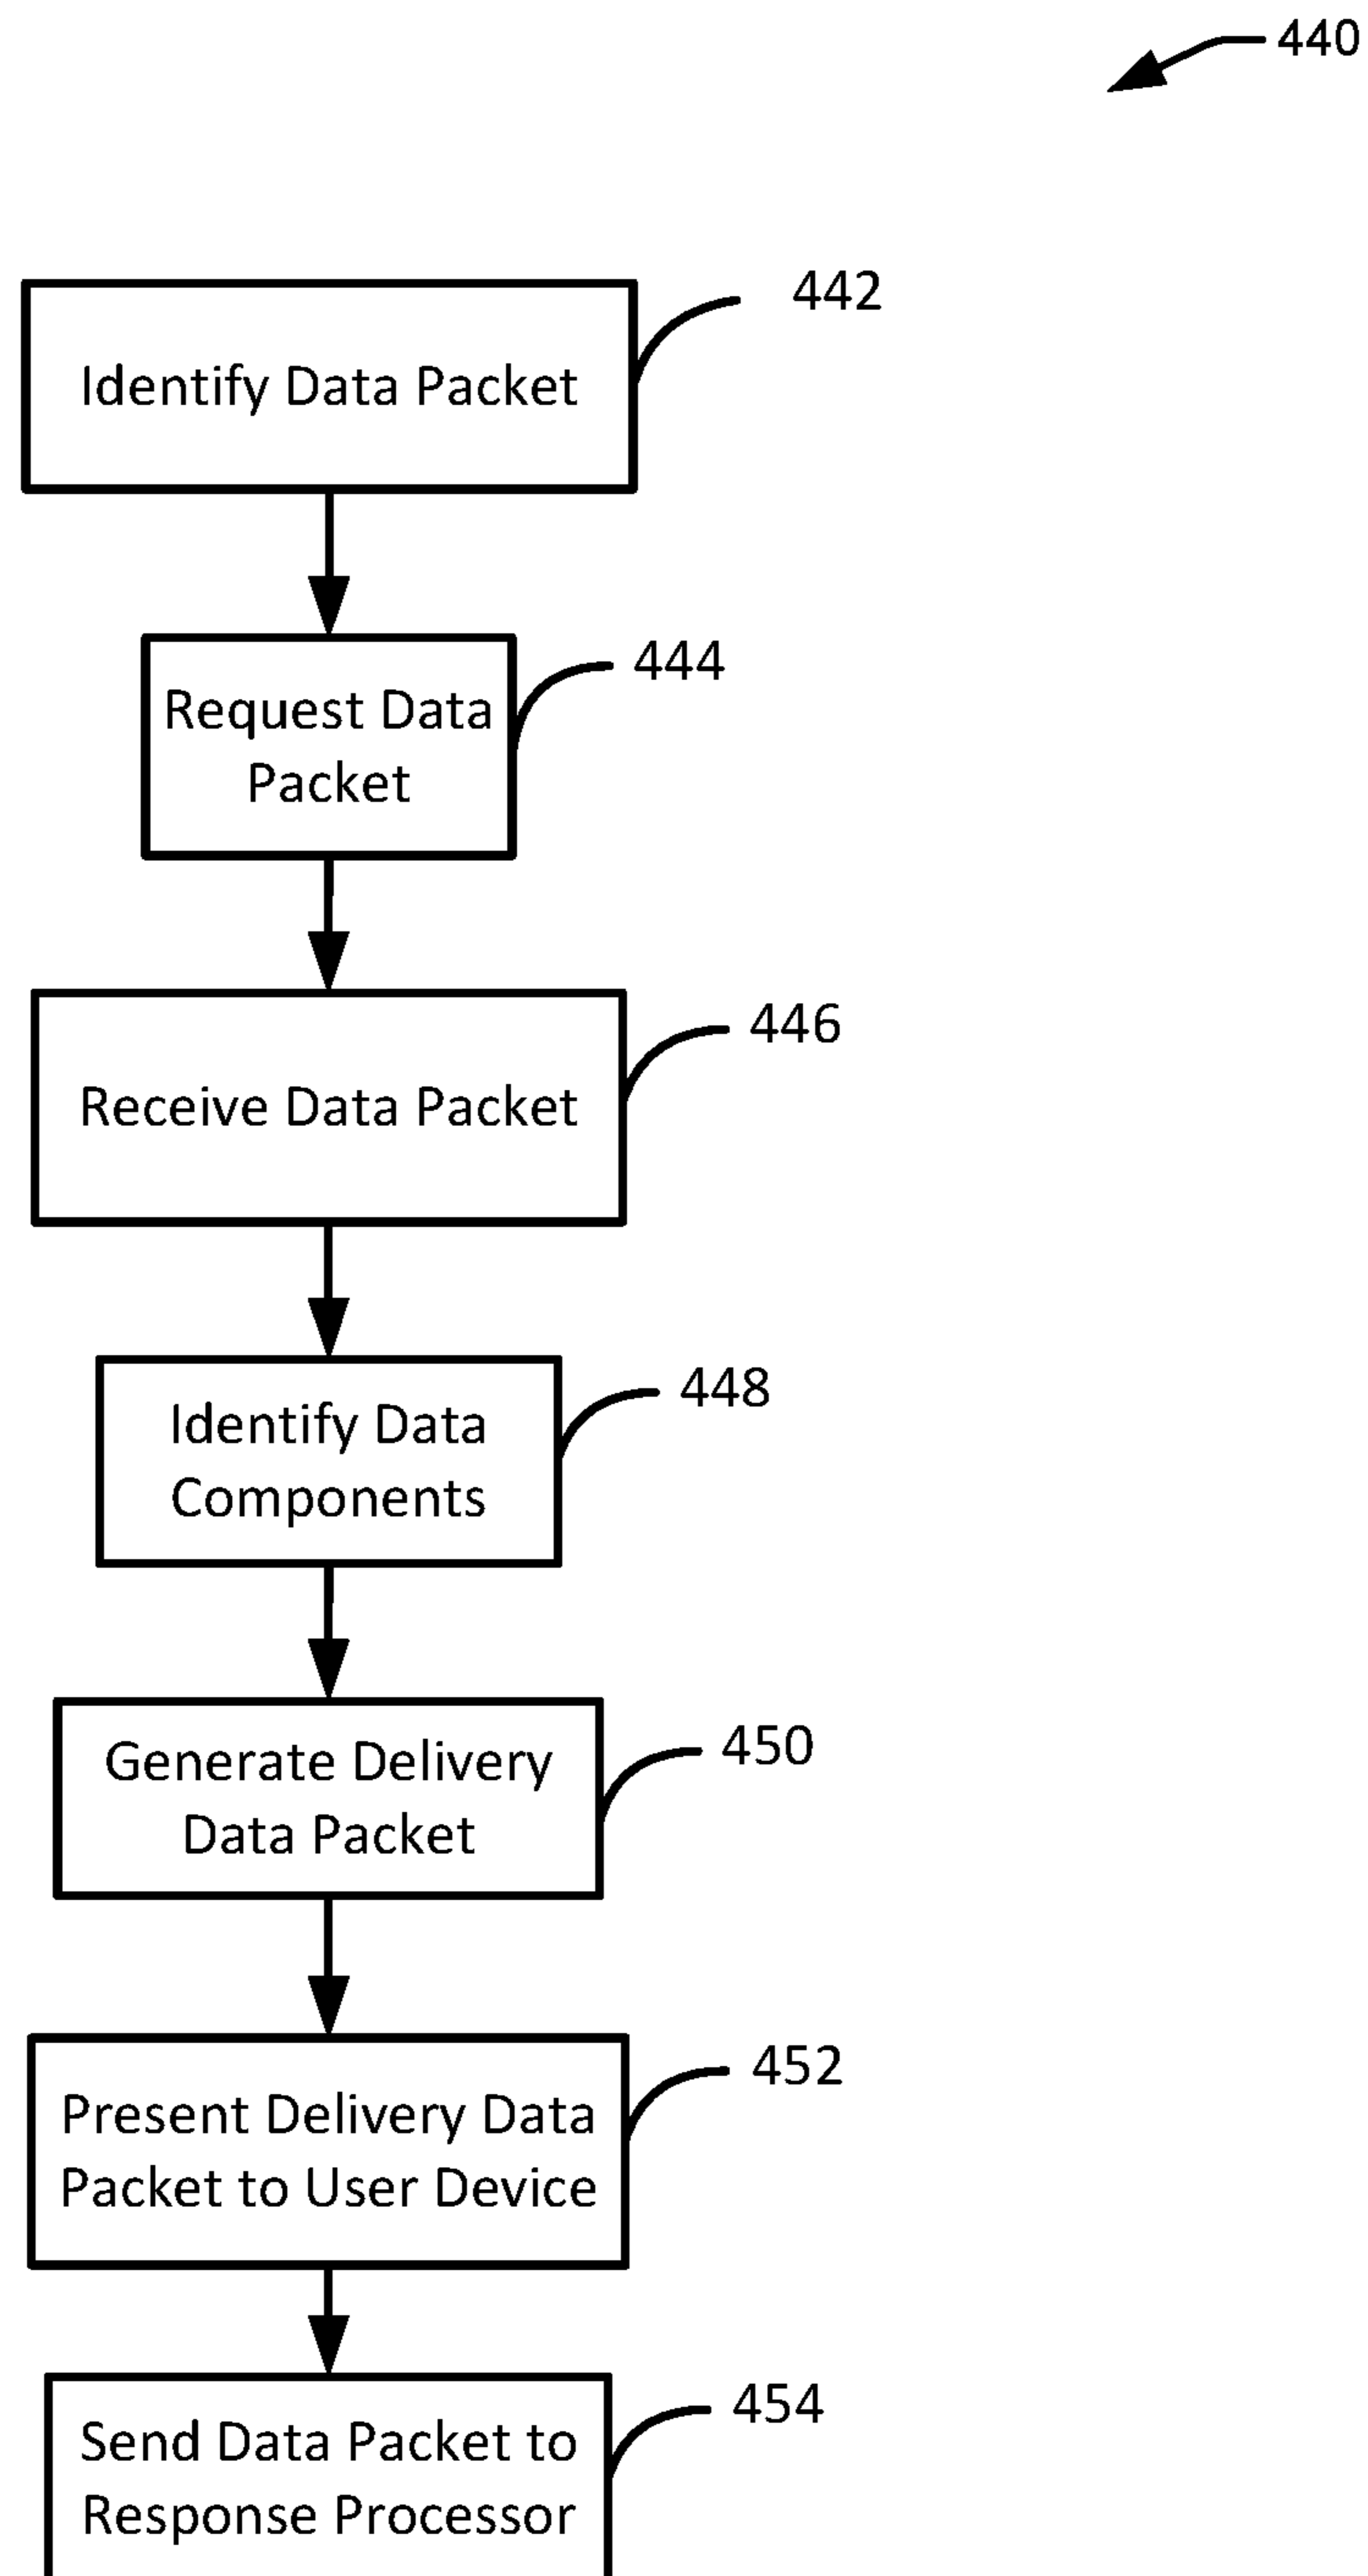 440
442
Identify Data Packet
444
Request Data
Packet
446
Receive Data Packet
448
Identify Data
Components
450
Generate Delivery
Data Packet
452
Present Delivery Data
Packet to User Device
454
Send Data Packet to
Response Processor